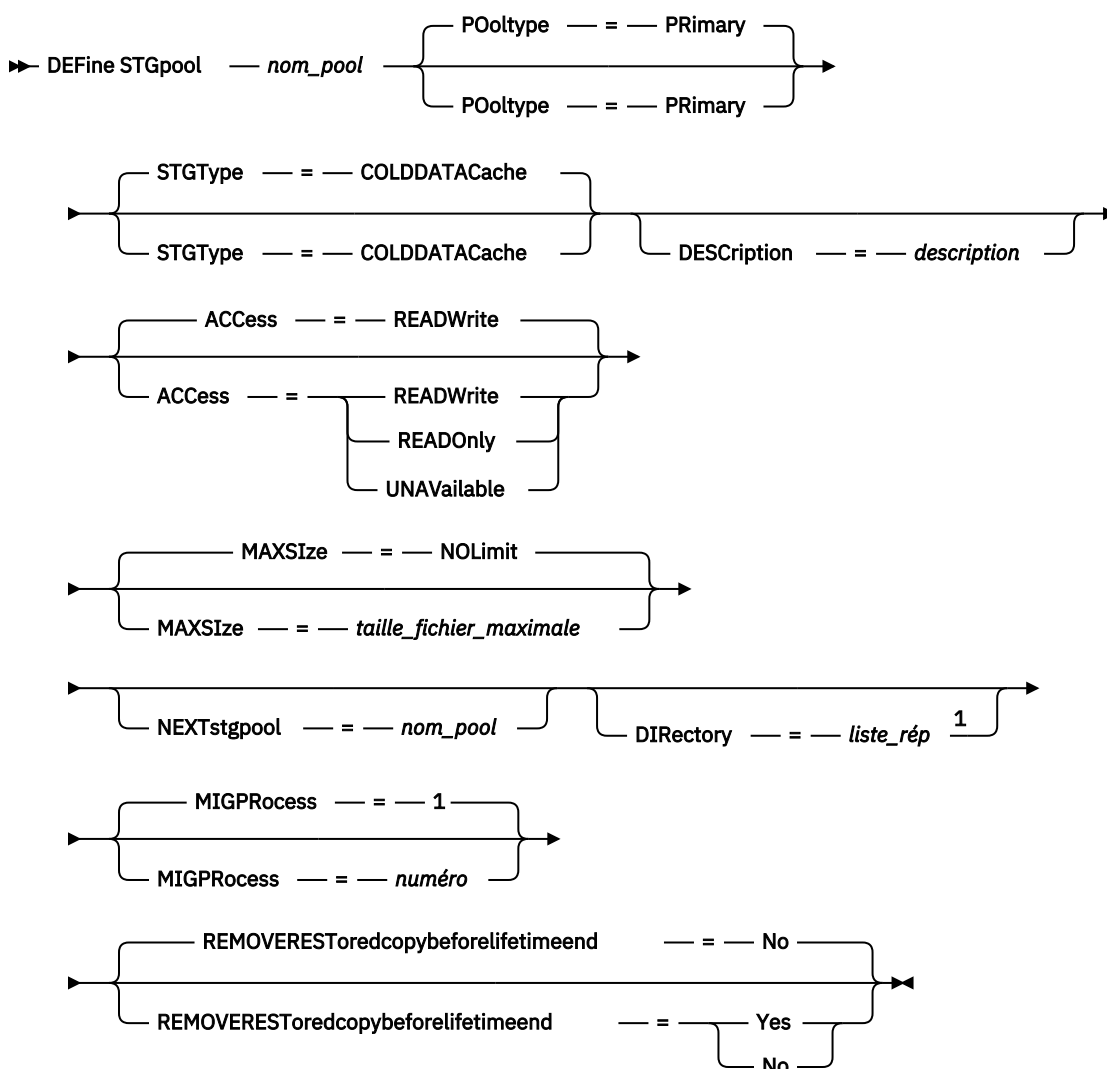 POoltype = PRimary
DEFine STGpool nom_pool
POoltype = PRimary
STGType = COLDDATACache
STGType = COLDDATACache
DESCription = description
ACCess = READWrite
ACCess = READWrite
READOnly
UNAVailable
MAXSIze = NOLimit
MAXSIze = taille_fichier_maximale
NEXTstgpool = nom_pool
DIRectory = liste_rép 1
MIGPRocess = 1
MIGPRocess = numéro
REMOVERESToredcopybeforelifetimeend = No
REMOVERESToredcopybeforelifetimeend = Yes
No